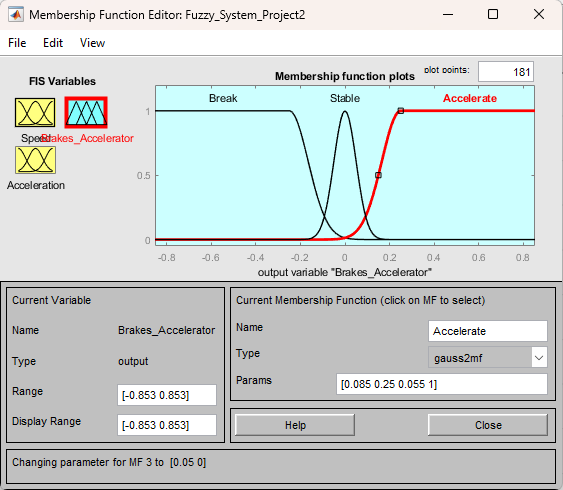 Membership Function Editor: Fuzzy_System_Project2
File Edit View
FIS Variables
Speed
Brakes_Accelerator
Acceleration
Membership function plots
plot points:
181
Break
Stable
Accelerate
1
0.5
0
-0.8 -0.6 -0.4 -0.2 0 0.2 0.4 0.6 0.8
output variable "Brakes_Accelerator"
Current Variable
Name Brakes_Accelerator
Type output
Range [-0.853 0.853]
Display Range [-0.853 0.853]
Current Membership Function (click on MF to select)
Name Accelerate
Type gauss2mf
Params [0.085 0.25 0.055 1]
Help Close
Changing parameter for MF 3 to [0.05 0]